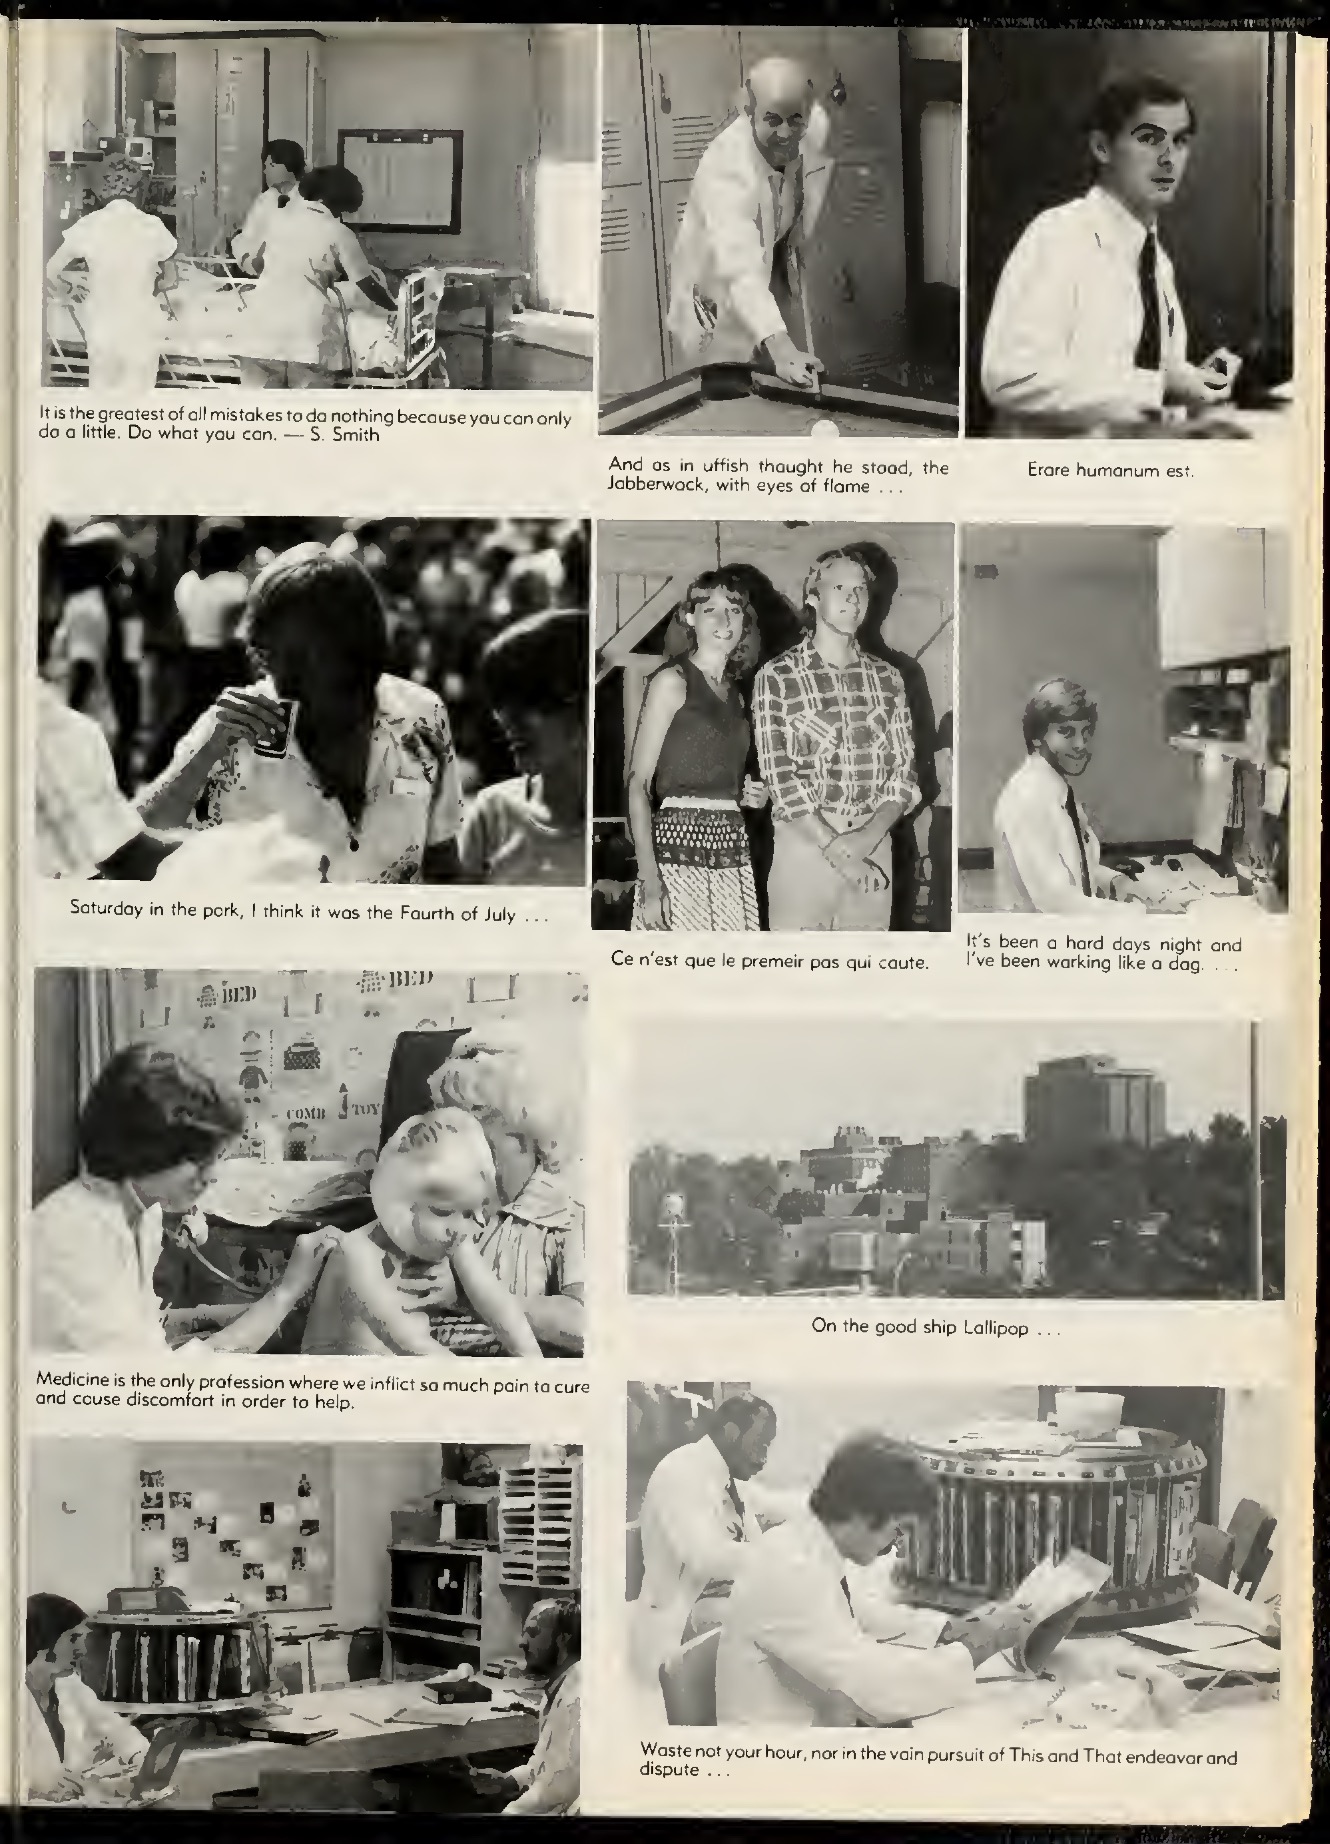 It is the greatest of all mistakes to do nothing because you can only
do a little. Do what you can. — S. Smith
And as in uffish thought he stood, the
Jabberwock, with eyes of flame ...
Erare humanum est.
Saturday in the park, I think it was the Fourth of July ...
Ce n'est que le premeir pas qui caute.
It's been a hard days night and
I've been working like a dog. ...
BED
BED
COMB
TOY
Medicine is the only profession where we inflict so much pain to cure
and cause discomfort in order to help.
On the good ship Lollipop ...
Waste not your hour, nor in the vain pursuit of This and That endeavor and
dispute ...